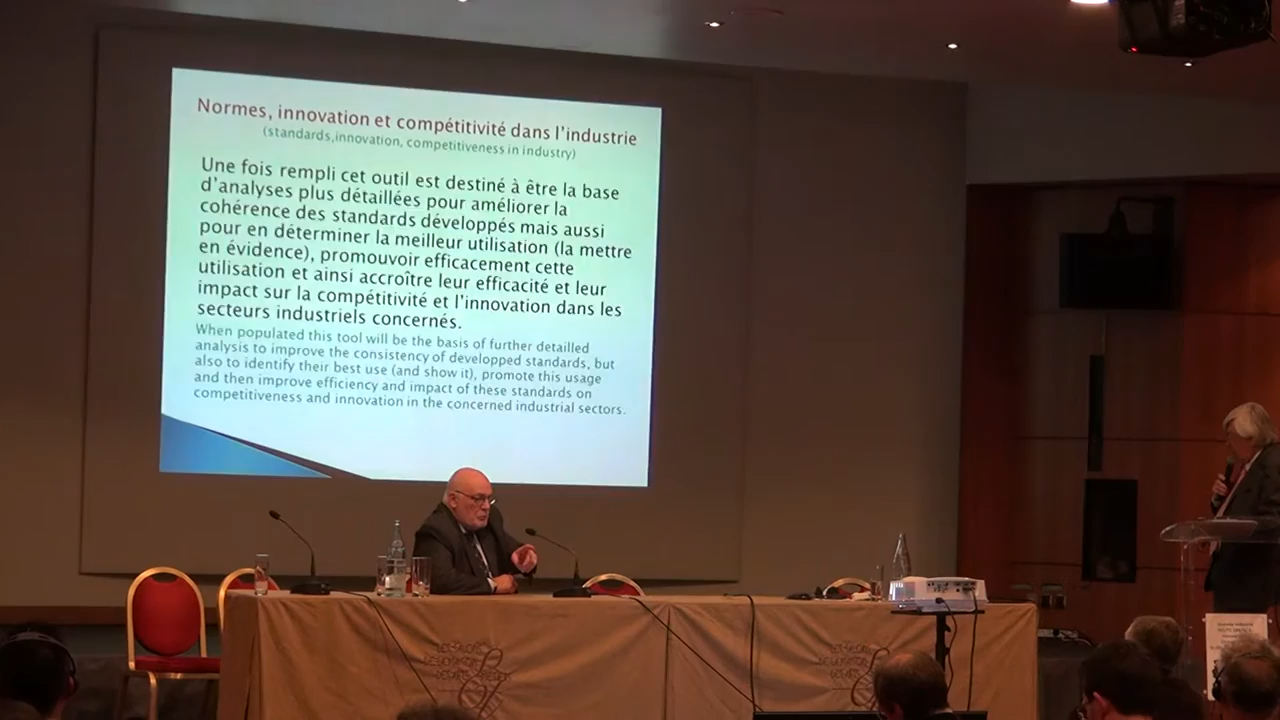 Normes, innovation et compétitivité dans l'industrie
(standards,innovation, competitiveness in industry)
Une fois rempli cet outil est destiné à être la base
d'analyses plus détaillées pour améliorer la
cohérence des standards développés mais aussi
pour en déterminer la meilleur utilisation (la mettre
en évidence), promouvoir efficacement cette
utilisation et ainsi accroître leur efficacité et leur
impact sur la compétitivité et l'innovation dans les
secteurs industriels concernés.
When populated this tool will be the basis of further detailled
analysis to improve the consistency of developped standards, but
also to identify their best use (and show it), promote this usage
and then improve efficiency and impact of these standards on
competitiveness and innovation in the concerned industrial sectors.